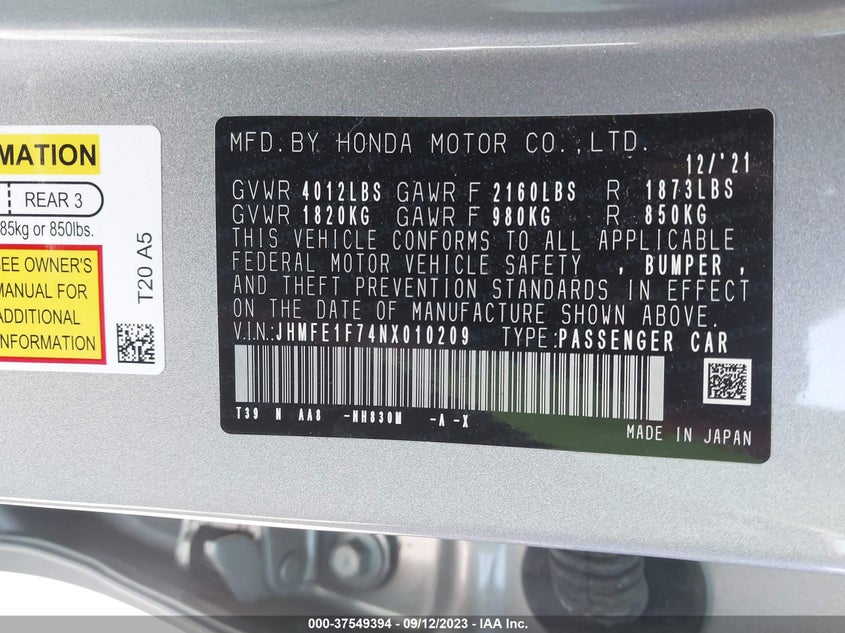 MATION
REAR 3
85kg or 850lbs.
EE OWNER'S
MANUAL FOR
ADDITIONAL
NFORMATION
T20 A5
MFD.BY HONDA MOTOR CO.,LTD.
12/'21
GVWR 4012LBS GAWR F 2160LBS R 1873LBS
GVWR 1820KG GAWR F 980KG R 850KG
THIS VEHICLE CONFORMS TO ALL APPLICABLE
FEDERAL MOTOR VEHICLE SAFETY , BUMPER ,
AND THEFT PREVENTION STANDARDS IN EFFECT
ON THE DATE OF MANUFACTURE SHOWN ABOVE.
V.IN.:JHMFE1F74NX010209 TYPE:PASSENGER CAR
T39 N AA8 -NH830M -A -X
MADE IN JAPAN
000-37549394 - 09/12/2023 - IAA Inc.